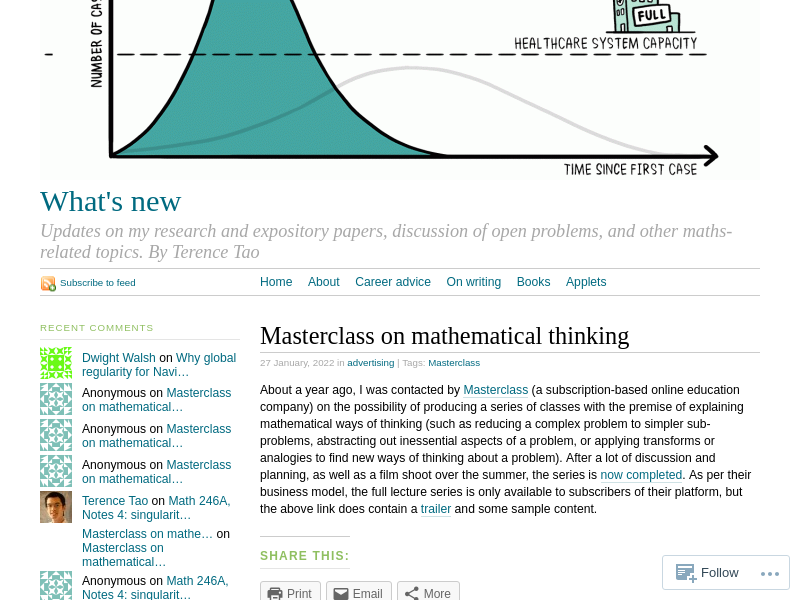 NUMBER OF CAS
FULL
HEALTHCARE SYSTEM CAPACITY
TIME SINCE FIRST CASE
What's new
Updates on my research and expository papers, discussion of open problems, and other maths-
related topics. By Terence Tao
Subscribe to feed
Home About Career advice On writing Books Applets
RECENT COMMENTS
Dwight Walsh on Why global
regularity for Navi…
Anonymous on Masterclass
on mathematical…
Anonymous on Masterclass
on mathematical…
Anonymous on Masterclass
on mathematical…
Terence Tao on Math 246A,
Notes 4: singularit…
Masterclass on mathe… on
Masterclass on
mathematical…
Anonymous on Math 246A,
Notes 4: singularit…
Masterclass on mathematical thinking
27 January, 2022 in advertising | Tags: Masterclass
About a year ago, I was contacted by Masterclass (a subscription-based online education
company) on the possibility of producing a series of classes with the premise of explaining
mathematical ways of thinking (such as reducing a complex problem to simpler sub-
problems, abstracting out inessential aspects of a problem, or applying transforms or
analogies to find new ways of thinking about a problem). After a lot of discussion and
planning, as well as a film shoot over the summer, the series is now completed. As per their
business model, the full lecture series is only available to subscribers of their platform, but
the above link does contain a trailer and some sample content.
SHARE THIS:
Print Email More
Follow